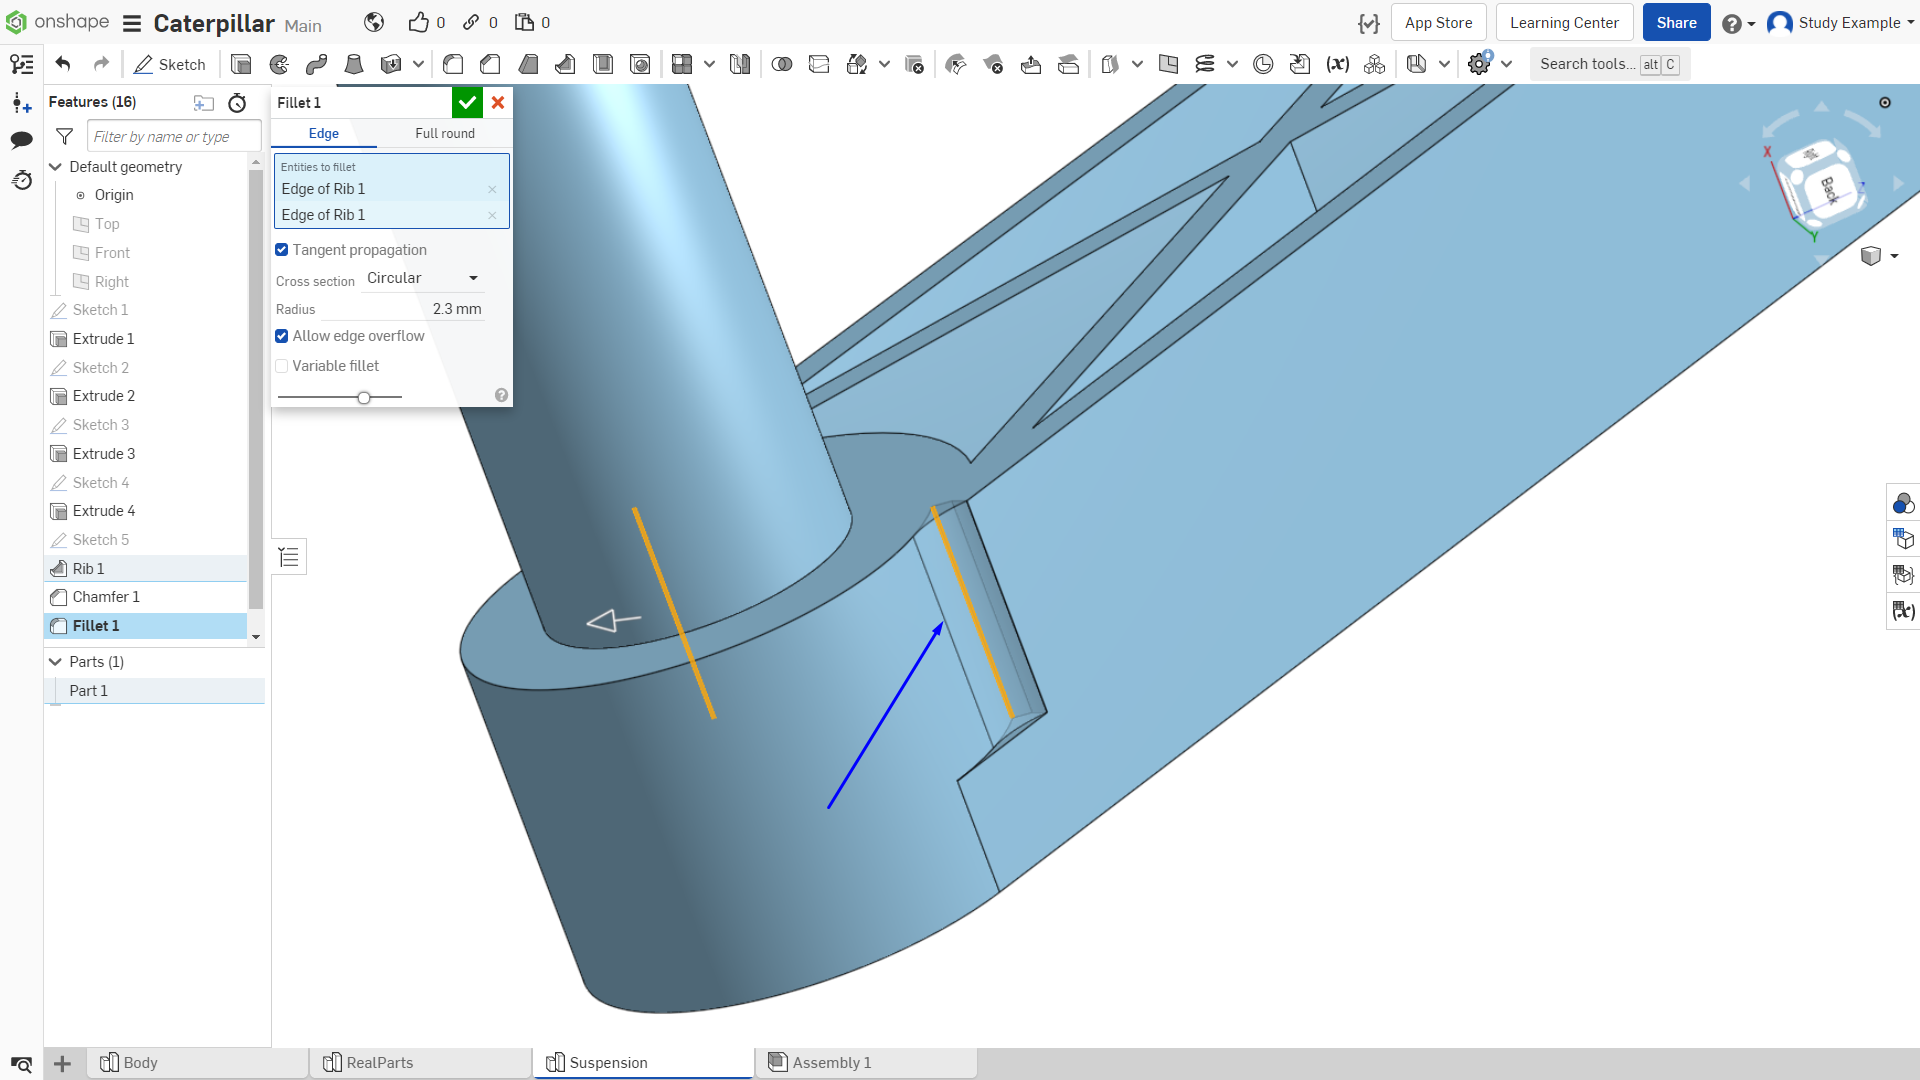 onshape Caterpillar Main 0 0 0 App Store Learning Center Share Study Example
Sketch (x) Search tools... alt C
Features (16)
Filter by name or type
Default geometry
Origin
Top
Front
Right
Sketch 1
Extrude 1
Sketch 2
Extrude 2
Sketch 3
Extrude 3
Sketch 4
Extrude 4
Sketch 5
Rib 1
Chamfer 1
Fillet 1
Parts (1)
Part 1
Fillet 1
Edge Full round
Entities to fillet
Edge of Rib 1
Edge of Rib 1
Tangent propagation
Cross section Circular
Radius 2.3 mm
Allow edge overflow
Variable fillet
X
Back
Z
Y
(x)
Body RealParts Suspension Assembly 1